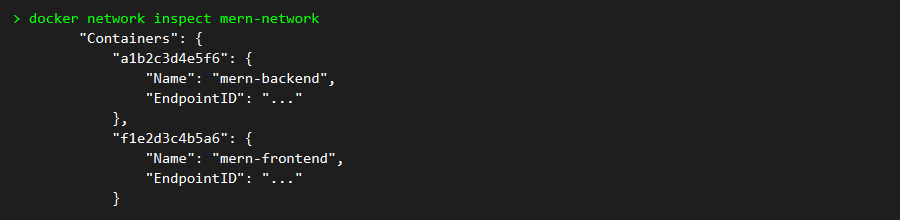 > docker network inspect mern-network
        "Containers": {
            "a1b2c3d4e5f6": {
                "Name": "mern-backend",
                "EndpointID": "..."
            },
            "f1e2d3c4b5a6": {
                "Name": "mern-frontend",
                "EndpointID": "..."
            }